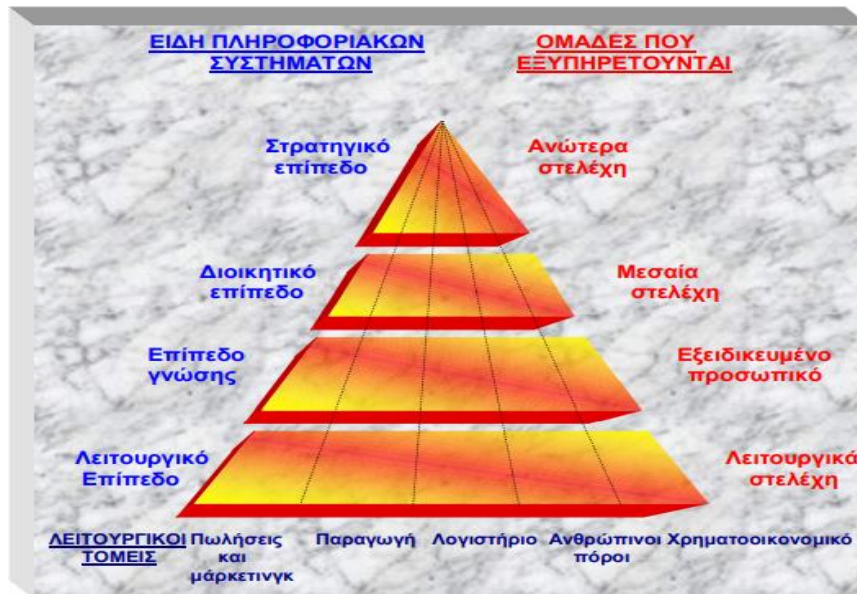 ΕΙΔΗ ΠΛΗΡΟΦΟΡΙΑΚΩΝ
ΣΥΣΤΗΜΑΤΩΝ
ΟΜΑΔΕΣ ΠΟΥ
ΕΞΥΠΗΡΕΤΟΥΝΤΑΙ
Στρατηγικό
επίπεδο
Ανώτερα
στελέχη
Διοικητικό
επίπεδο
Μεσαία
στελέχη
Επίπεδο
γνώσης
Εξειδικευμένο
προσωπικό
Λειτουργικό
Επίπεδο
Λειτουργικά
στελέχη
ΛΕΙΤΟΥΡΓΙΚΟΙ
ΤΟΜΕΙΣ
Πωλήσεις
και
μάρκετινγκ
Παραγωγή
Λογιστήριο
Ανθρώπινοι
πόροι
Χρηματοοικονομικό